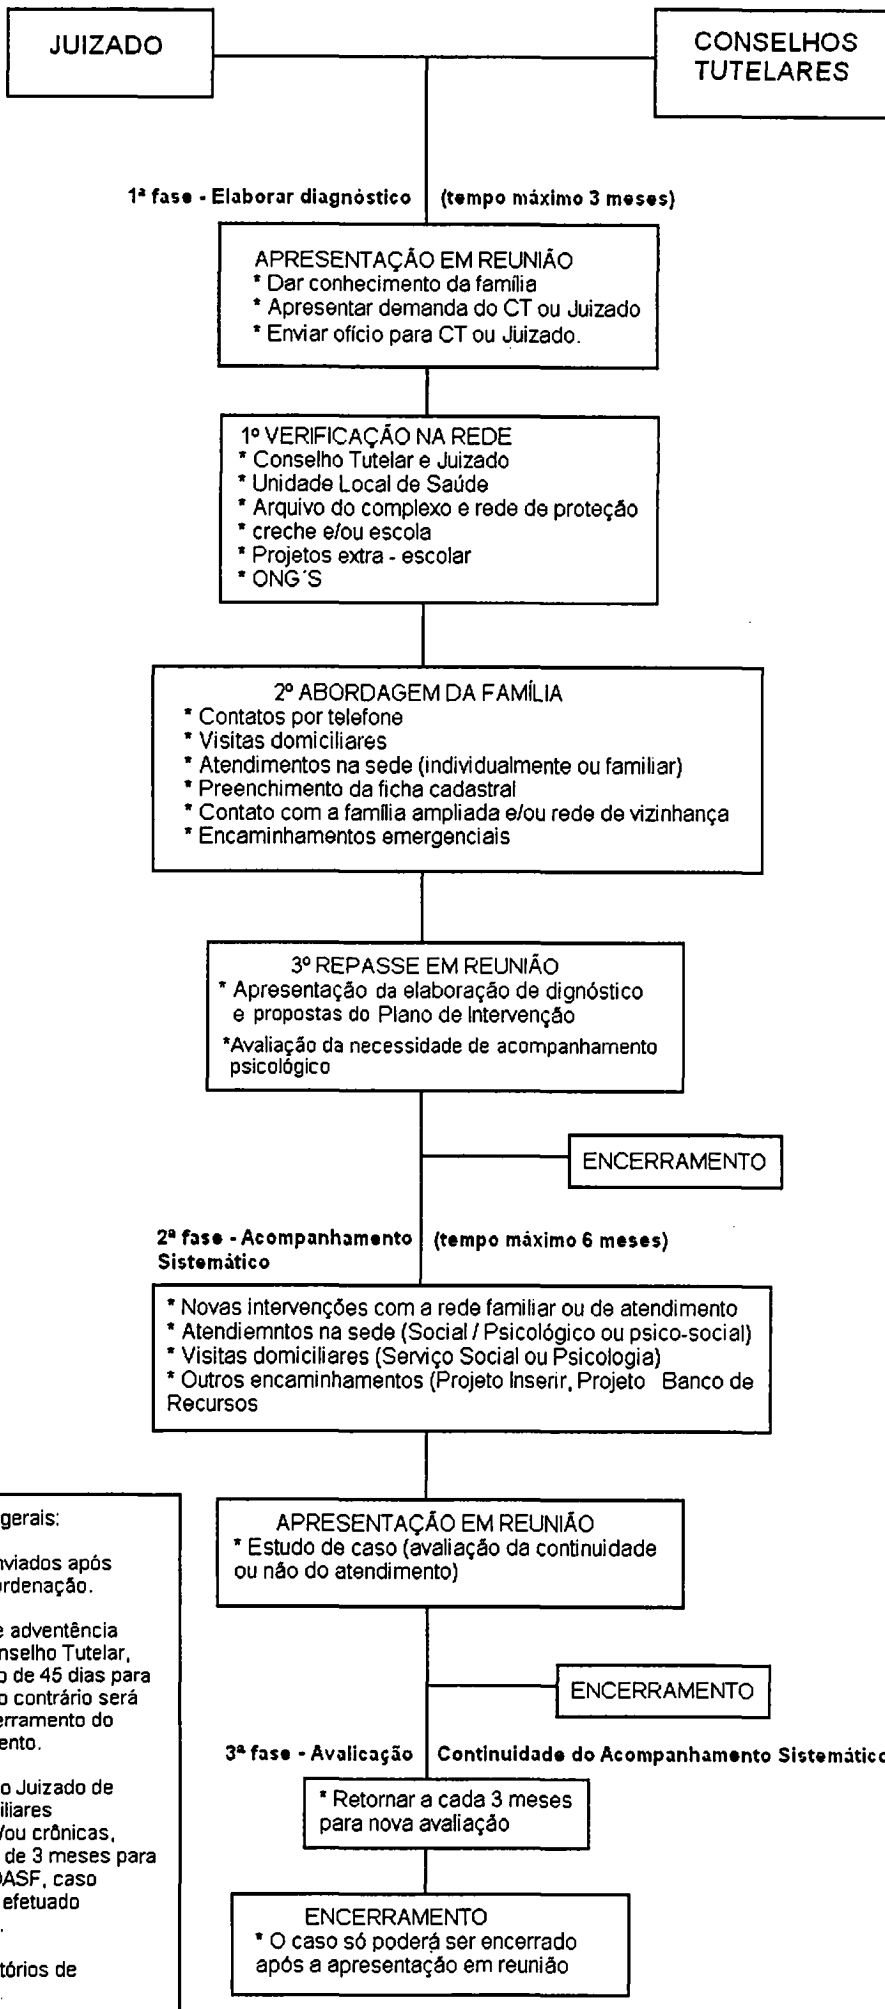 JUIZADO
CONSELHOS
TUTELARES
1ª fase - Elaborar diagnóstico (tempo máximo 3 meses)
APRESENTAÇÃO EM REUNIÃO
* Dar conhecimento da família
* Apresentar demanda do CT ou Juizado
* Enviar ofício para CT ou Juizado.
1º VERIFICAÇÃO NA REDE
* Conselho Tutelar e Juizado
* Unidade Local de Saúde
* Arquivo do complexo e rede de proteção
* creche e/ou escola
* Projetos extra - escolar
* ONG´S
2º ABORDAGEM DA FAMÍLIA
* Contatos por telefone
* Visitas domiciliares
* Atendimentos na sede (individualmente ou familiar)
* Preenchimento da ficha cadastral
* Contato com a família ampliada e/ou rede de vizinhança
* Encaminhamentos emergenciais
3º REPASSE EM REUNIÃO
* Apresentação da elaboração de dignóstico
e propostas do Plano de Intervenção
*Avaliação da necessidade de acompanhamento
psicológico
ENCERRAMENTO
2ª fase - Acompanhamento (tempo máximo 6 meses)
Sistemático
* Novas intervenções com a rede familiar ou de atendimento
* Atendiemntos na sede (Social / Psicológico ou psico-social)
* Visitas domiciliares (Serviço Social ou Psicologia)
* Outros encaminhamentos (Projeto Inserir, Projeto Banco de
Recursos
APRESENTAÇÃO EM REUNIÃO
* Estudo de caso (avaliação da continuidade
ou não do atendimento)
ENCERRAMENTO
3ª fase - Avalicação Continuidade do Acompanhamento Sistemático
* Retornar a cada 3 meses
para nova avaliação
ENCERRAMENTO
* O caso só poderá ser encerrado
após a apresentação em reunião
gerais:
nviados após
ordenação.
e adventência
nselho Tutelar,
o de 45 dias para
o contrário será
erramento do
ento.
o Juizado de
iliares
/ou crônicas,
de 3 meses para
OASF, caso
efetuado
.
tórios de
.